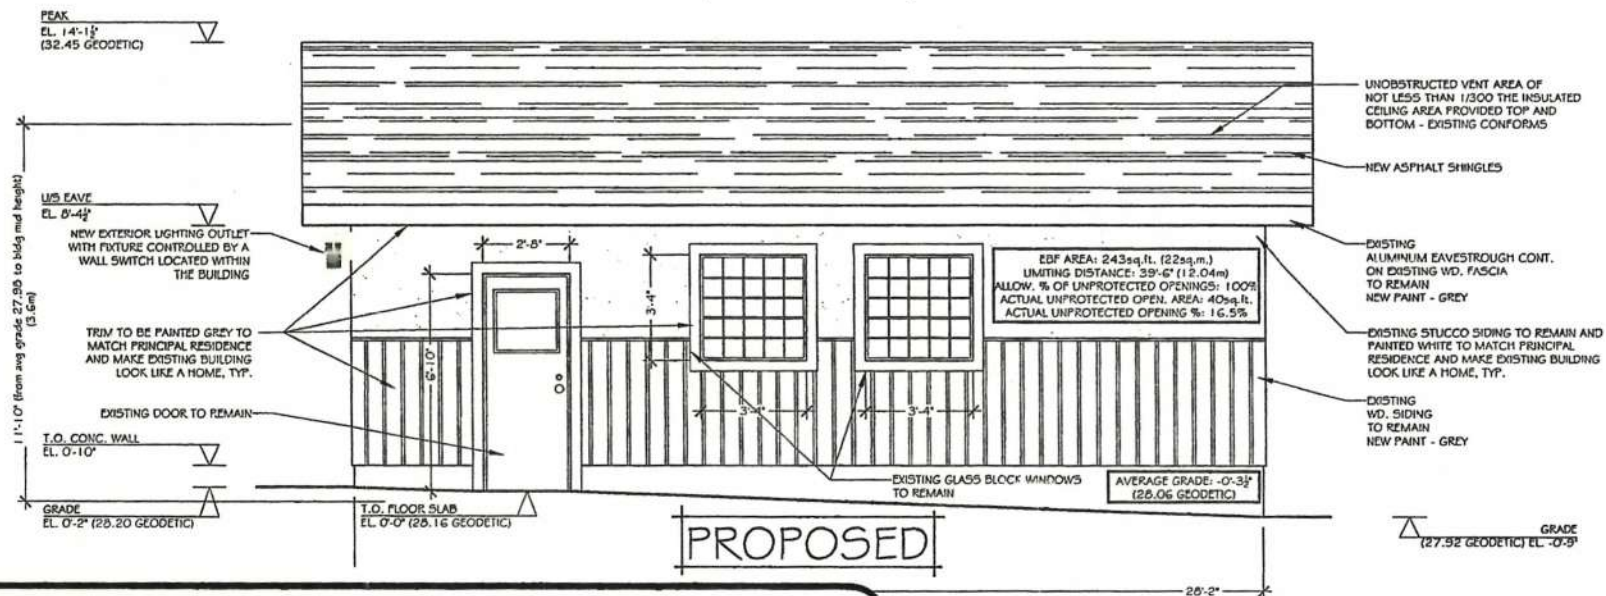 PEAK
EL. 14'-1½"
(32.45 GEODETIC)
11'-10" (from avg grade 27.98 to bldg mid height)
(3.6m)
U/S EAVE
EL. 8'-4½"
NEW EXTERIOR LIGHTING OUTLET
WITH FIXTURE CONTROLLED BY A
WALL SWITCH LOCATED WITHIN
THE BUILDING
TRIM TO BE PAINTED GREY TO
MATCH PRINCIPAL RESIDENCE
AND MAKE EXISTING BUILDING
LOOK LIKE A HOME, TYP.
EXISTING DOOR TO REMAIN
T.O. CONC. WALL
EL. 0'-10"
GRADE
EL. 0'-2" (28.20 GEODETIC)
T.O. FLOOR SLAB
EL. 0'-0" (28.16 GEODETIC)
2'-8"
6'-10"
3'-4"
3'-4"
3'-4"
EBF AREA: 243sq.ft. (22sq.m.)
LIMITING DISTANCE: 39'-6" (12.04m)
ALLOW. % OF UNPROTECTED OPENINGS: 100%
ACTUAL UNPROTECTED OPEN. AREA: 40sq.ft.
ACTUAL UNPROTECTED OPENING %: 16.5%
EXISTING GLASS BLOCK WINDOWS
TO REMAIN
AVERAGE GRADE: -0'-3½"
(28.06 GEODETIC)
PROPOSED
UNOBSTRUCTED VENT AREA OF
NOT LESS THAN 1/300 THE INSULATED
CEILING AREA PROVIDED TOP AND
BOTTOM - EXISTING CONFORMS
NEW ASPHALT SHINGLES
EXISTING
ALUMINUM EAVESTROUGH CONT.
ON EXISTING WD. FASCIA
TO REMAIN
NEW PAINT - GREY
EXISTING STUCCO SIDING TO REMAIN AND
PAINTED WHITE TO MATCH PRINCIPAL
RESIDENCE AND MAKE EXISTING BUILDING
LOOK LIKE A HOME, TYP.
EXISTING
WD. SIDING
TO REMAIN
NEW PAINT - GREY
GRADE
(27.92 GEODETIC) EL. -0'-9"
28'-2"